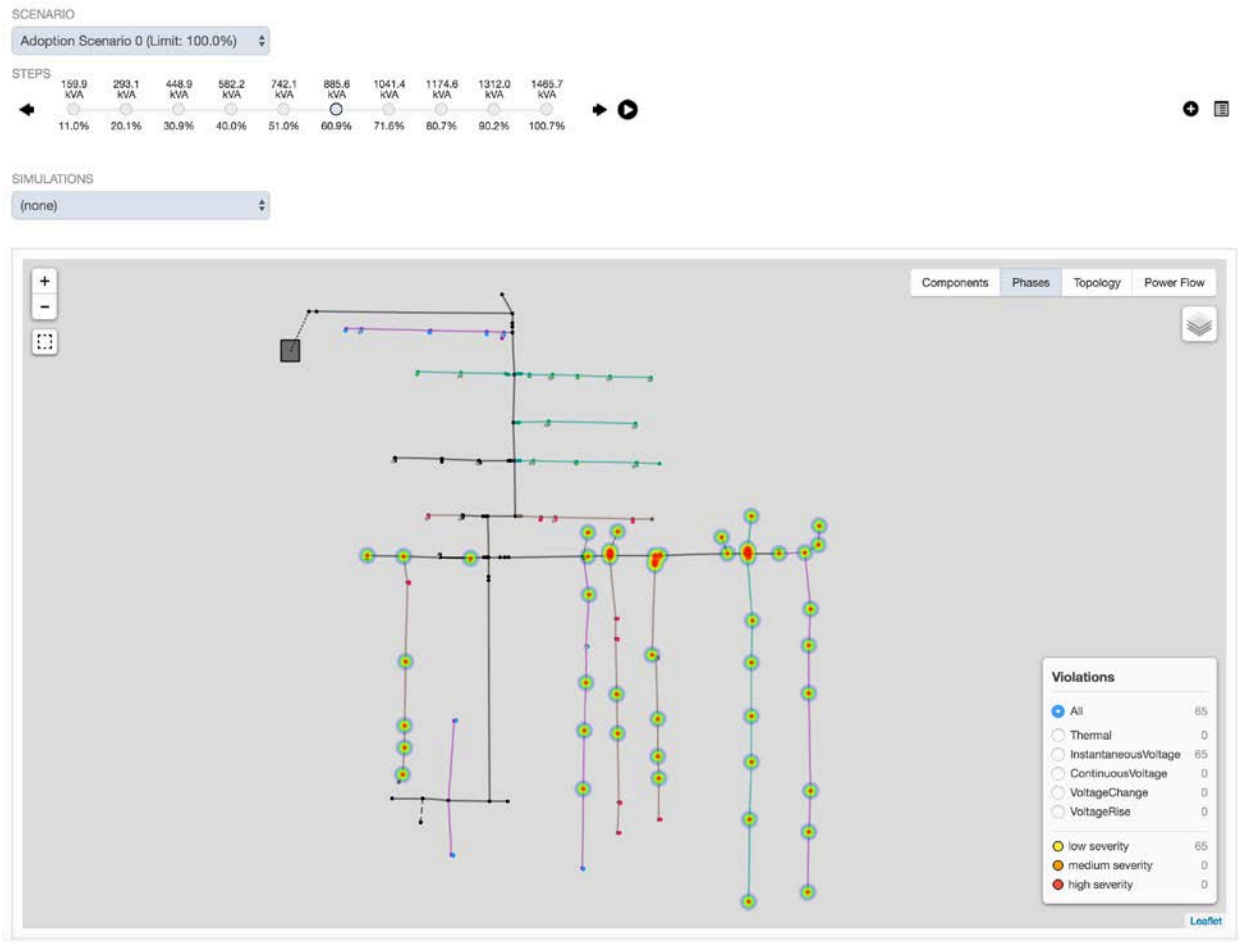 SCENARIO
Adoption Scenario 0 (Limit: 100.0%)
STEPS
159.9 kVA 293.1 kVA 448.9 kVA 582.2 kVA 742.1 kVA 885.6 kVA 1041.4 kVA 1174.6 kVA 1312.0 kVA 1465.7 kVA
11.0% 20.1% 30.9% 40.0% 51.0% 60.9% 71.6% 80.7% 90.2% 100.7%
SIMULATIONS
(none)
+
−
Components Phases Topology Power Flow
Violations
All 65
Thermal 0
InstantaneousVoltage 65
ContinuousVoltage 0
VoltageChange 0
VoltageRise 0
low severity 65
medium severity 0
high severity 0
Leaflet